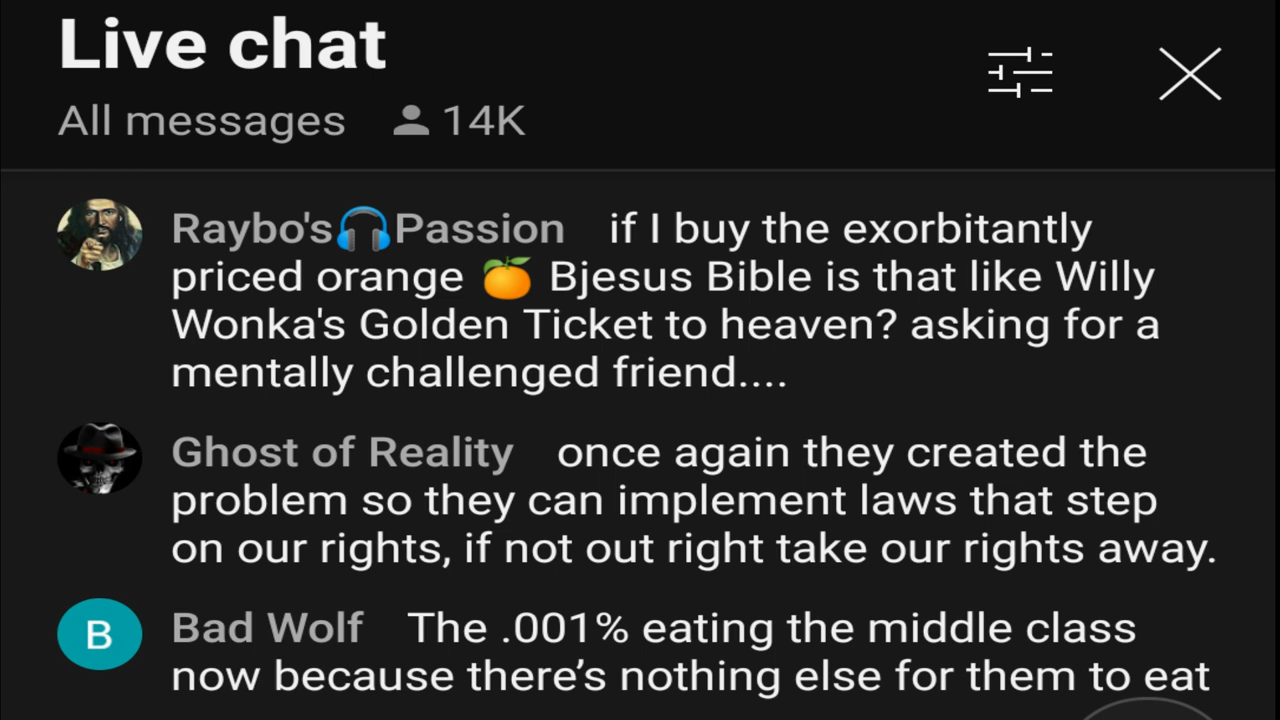 Live chat
All messages 14K
Raybo's🎧Passion if I buy the exorbitantly
priced orange 🍊 Bjesus Bible is that like Willy
Wonka's Golden Ticket to heaven? asking for a
mentally challenged friend....
Ghost of Reality once again they created the
problem so they can implement laws that step
on our rights, if not out right take our rights away.
B
Bad Wolf The .001% eating the middle class
now because there’s nothing else for them to eat